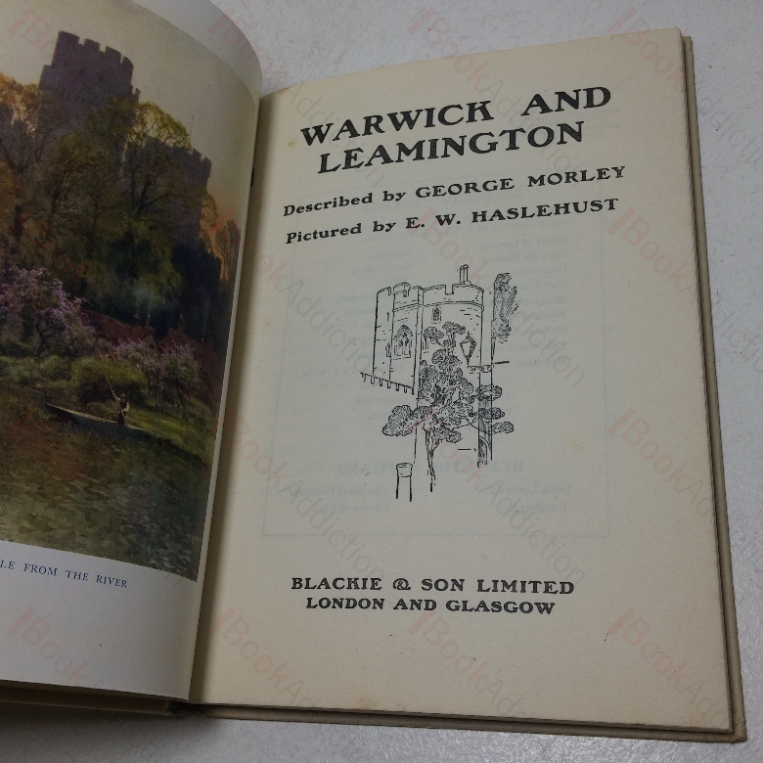 LE FROM THE RIVER
WARWICK AND
LEAMINGTON
Described by GEORGE MORLEY
Pictured by E. W. HASLEHUST
BLACKIE & SON LIMITED
LONDON AND GLASGOW
BookAddiction